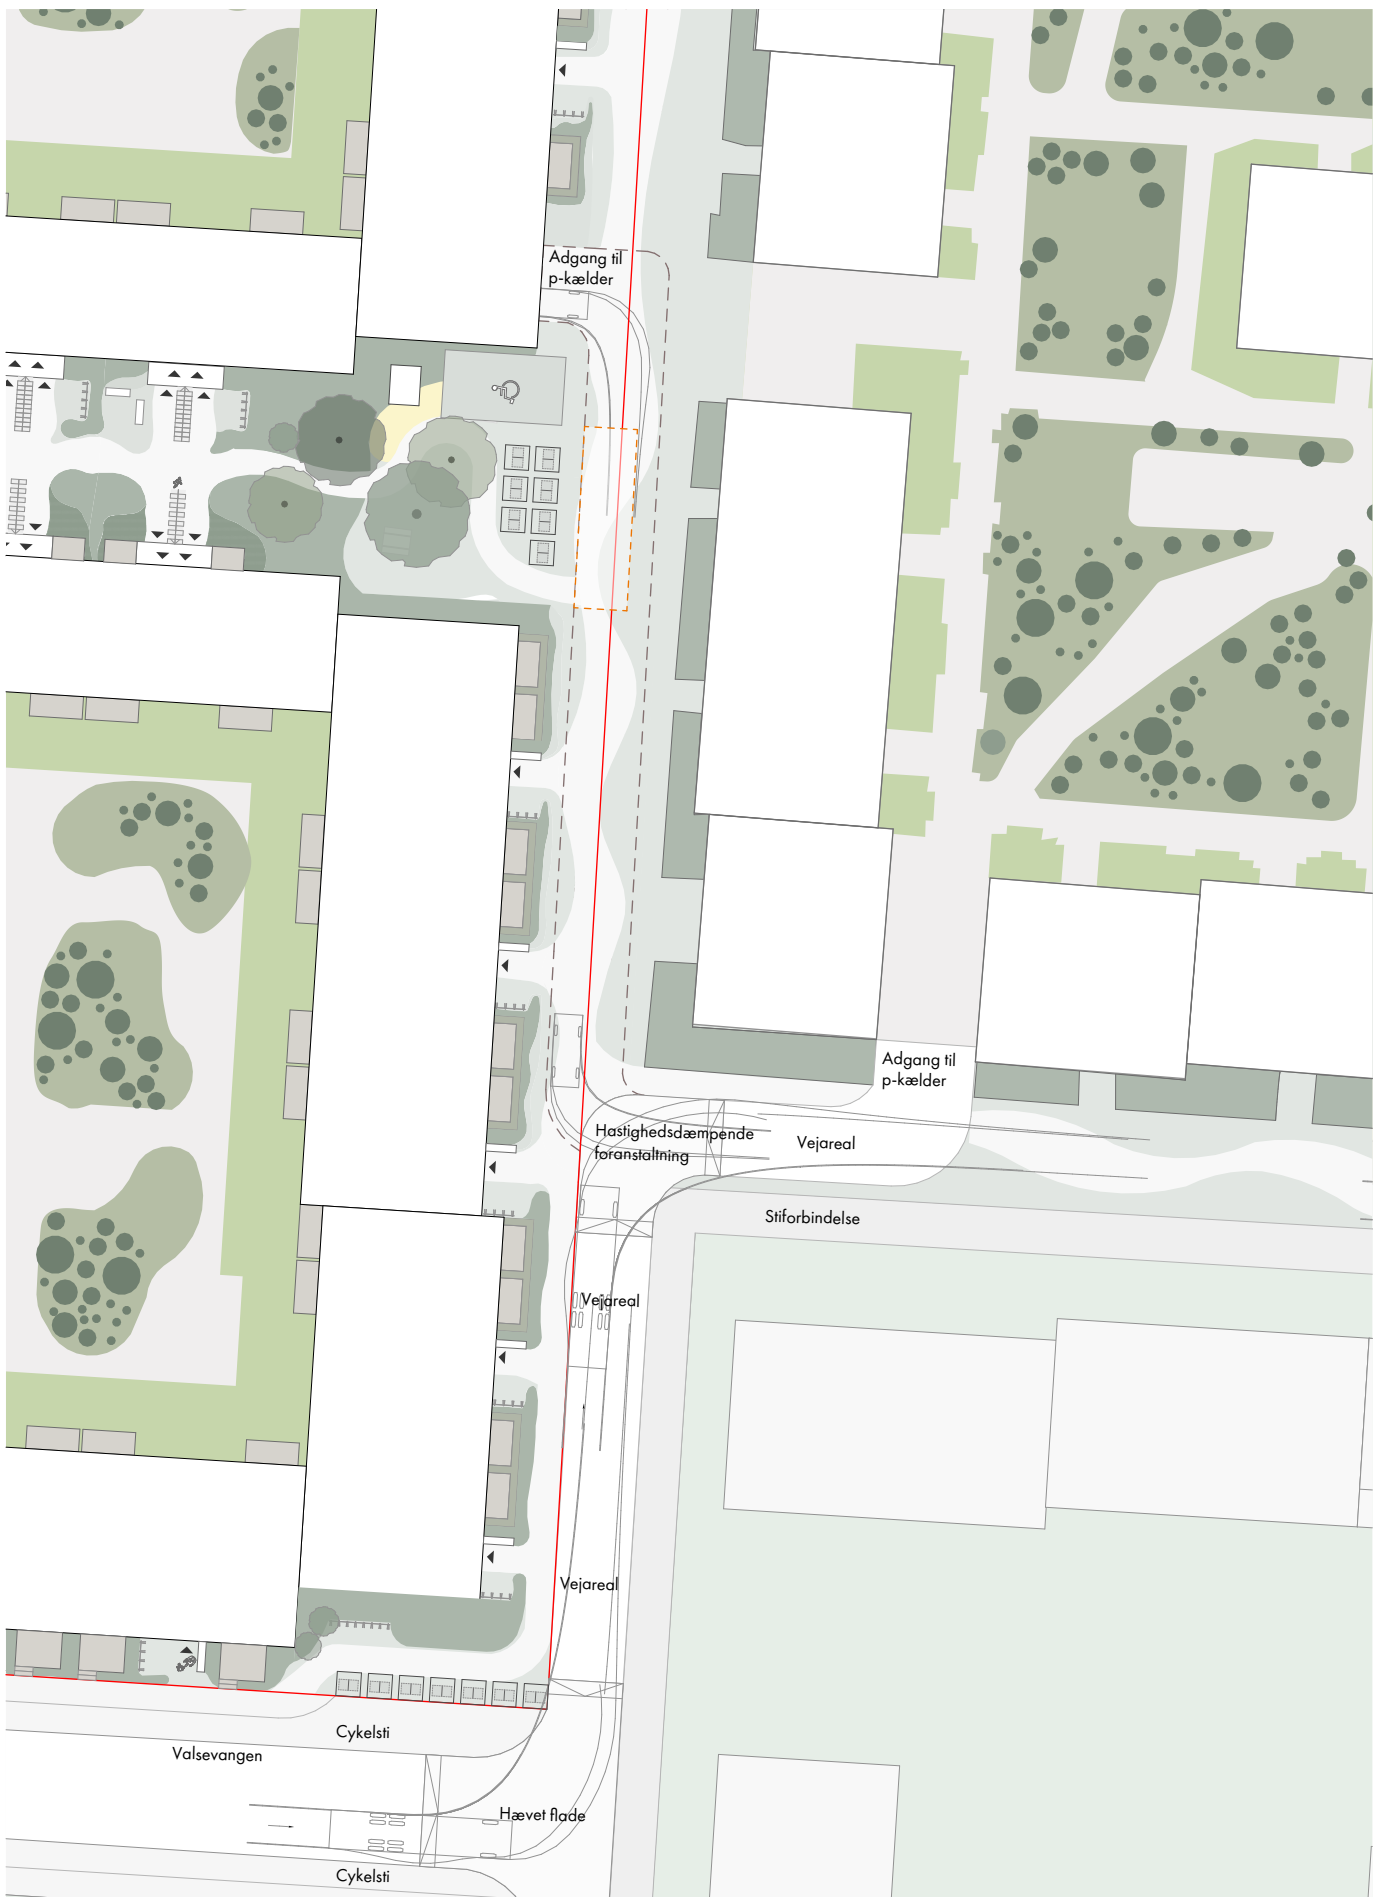 Adgang til
p-kælder
Adgang til
p-kælder
Hastighedsdæmpende
foranstaltning
Vejareal
Stiforbindelse
Vejareal
Vejareal
Cykelsti
Valsevangen
Hævet flade
Cykelsti